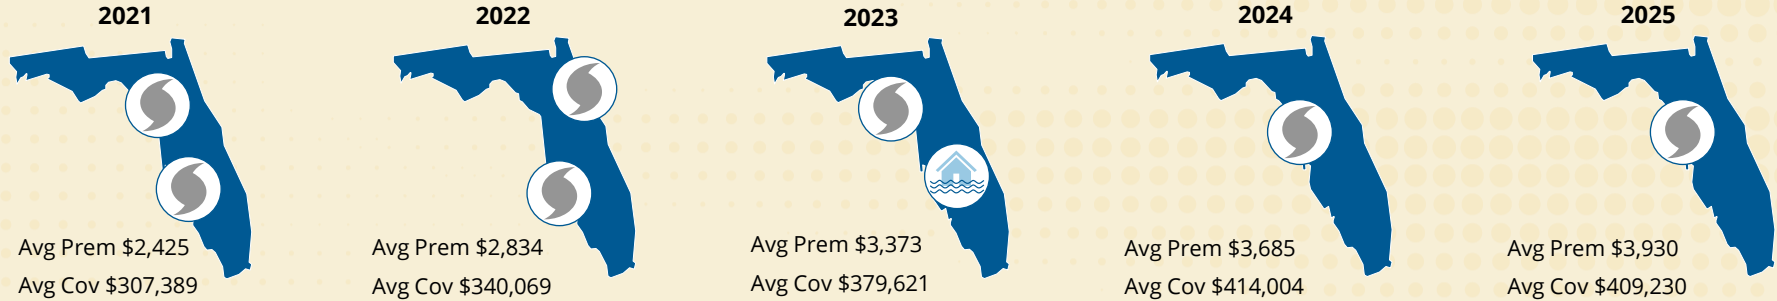 2021
2022
2023
2024
2025
Avg Prem $2,425
Avg Cov $307,389
Avg Prem $2,834
Avg Cov $340,069
Avg Prem $3,373
Avg Cov $379,621
Avg Prem $3,685
Avg Cov $414,004
Avg Prem $3,930
Avg Cov $409,230